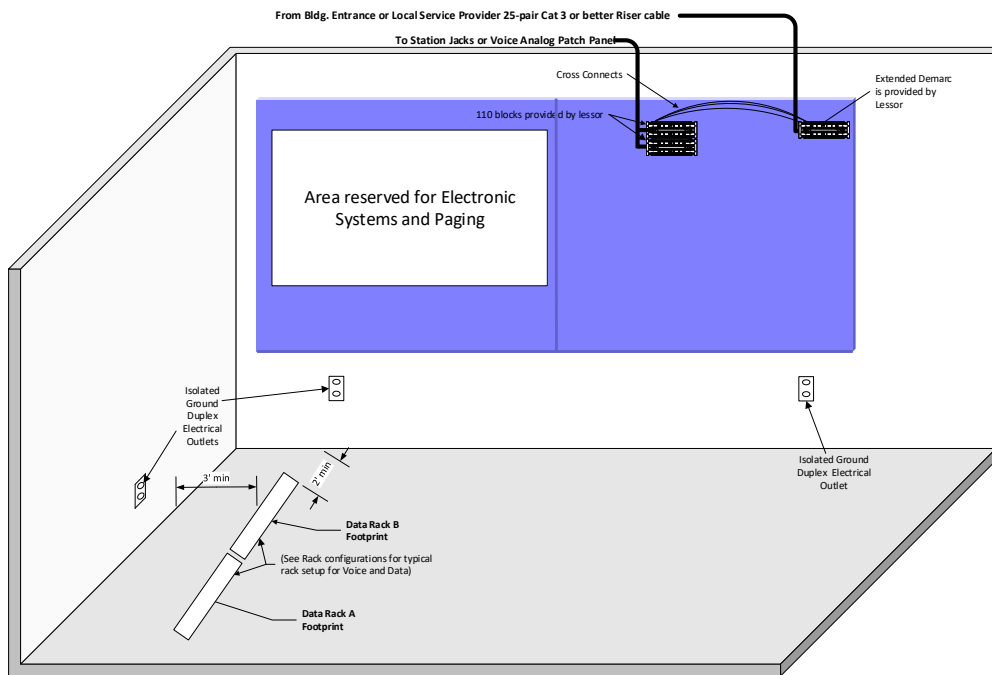 From Bldg. Entrance or Local Service Provider 25-pair Cat 3 or better Riser cable
To Station Jacks or Voice Analog Patch Panel
Cross Connects
Extended Demarc
is provided by
Lessor
110 blocks provided by lessor
Area reserved for Electronic
Systems and Paging
Isolated
Ground
Duplex
Electrical
Outlets
Isolated Ground
Duplex Electrical
Outlet
3' min
2' min
Data Rack B
Footprint
(See Rack configurations for typical
rack setup for Voice and Data)
Data Rack A
Footprint